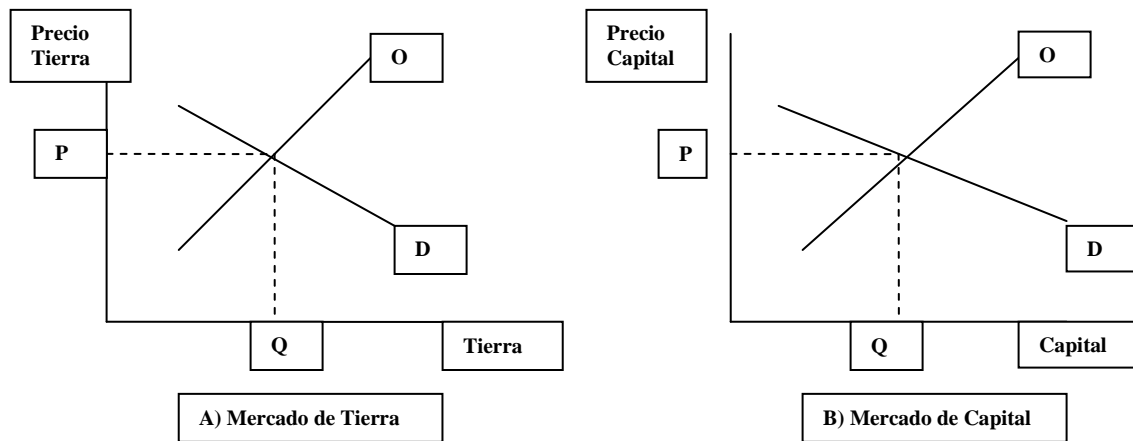 Precio
Tierra
O
P
D
Q
Tierra
A) Mercado de Tierra
Precio
Capital
O
P
D
Q
Capital
B) Mercado de Capital